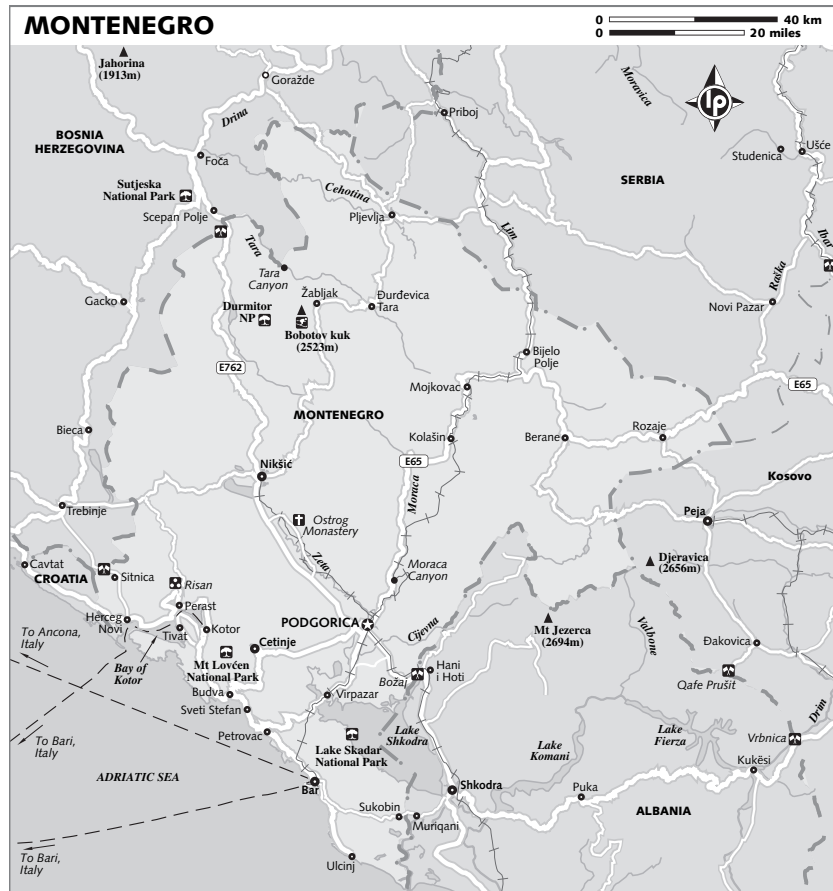 MONTENEGRO
0 40 km
0 20 miles
Jahorina
(1913m)
Goražde
Drina
Priboj
Moravica
lp
BOSNIA
HERZEGOVINA
Foča
Studenica
Ušće
SERBIA
Sutjeska
National Park
Cehotina
Scepan Polje
Pljevlja
Lim
Ibar
Tara
Tara
Canyon
Raška
Gacko
Žabljak
Đurđevica
Tara
Novi Pazar
Durmitor
NP
Bobotov kuk
(2523m)
Bijelo
Polje
E762
Mojkovac
E65
MONTENEGRO
Bieca
Kolašin
Berane
Rozaje
E65
Nikšić
Moraca
Kosovo
Trebinje
Ostrog
Monastery
Peja
Zeta
Cavtat
CROATIA
Sitnica
Risan
Moraca
Canyon
Djeravica
(2656m)
Perast
Herceg
Novi
Tivat
Kotor
PODGORICA
Cijevna
Mt Jezerca
(2694m)
Valbone
To Ancona,
Italy
Bay of
Kotor
Cetinje
Đakovica
Mt Lovćen
National Park
Božaj
Hani
i Hoti
Qafe Prušit
Budva
Virpazar
Sveti Stefan
Drim
Petrovac
Lake
Shkodra
Lake
Komani
Lake
Fierza
Vrbnica
To Bari,
Italy
Lake Skadar
National Park
Kukësi
ADRIATIC SEA
Bar
Shkodra
Puka
Sukobin
Muriqani
ALBANIA
To Bari,
Italy
Ulcinj